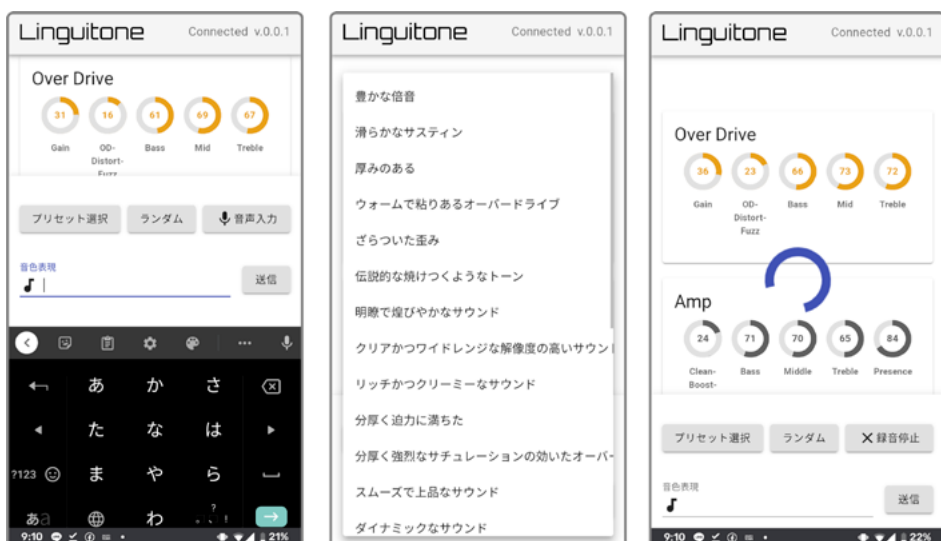 Linguitone
Connected v.0.0.1
Over Drive
31 16 61 69 67
Gain OD- Bass Mid Treble
Distort-
Fuzz
プリセット選択 ランダム 音声入力
音色表現
送信
あ か さ
た な は
?123 ま や ら
あa わ 、。?!
9:10 21%
Linguitone
Connected v.0.0.1
豊かな倍音
滑らかなサスティン
厚みのある
ウォームで粘りあるオーバードライブ
ざらついた歪み
伝説的な焼けつくようなトーン
明瞭で煌びやかなサウンド
クリアかつワイドレンジな解像度の高いサウン
リッチかつクリーミーなサウンド
分厚く迫力に満ちた
分厚く強烈なサチュレーションの効いたオーバ
スムーズで上品なサウンド
ダイナミックなサウンド
Linguitone
Connected v.0.0.1
Over Drive
36 23 66 73 72
Gain OD- Bass Mid Treble
Distort-
Fuzz
Amp
24 71 70 65 84
Clean- Bass Middle Treble Presence
Boost-
プリセット選択 ランダム 録音停止
音色表現
送信
9:10 22%